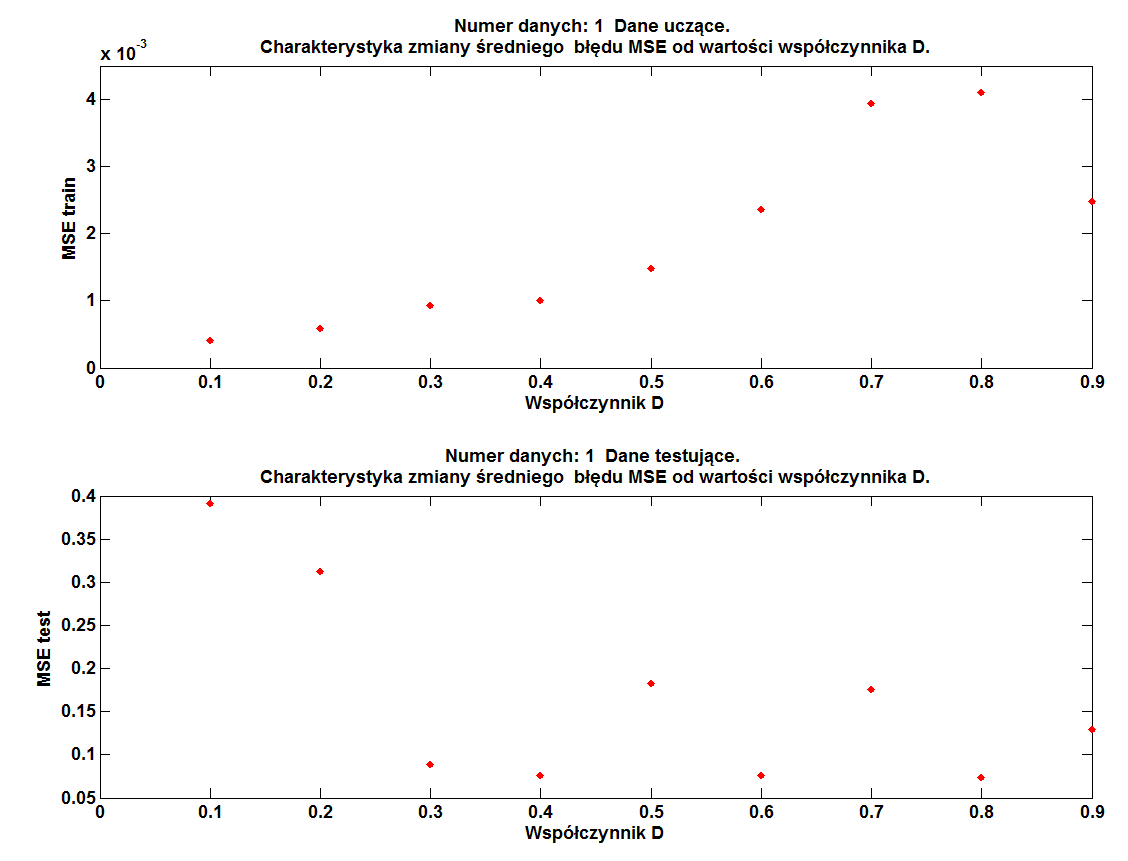 Numer danych: 1  Dane uczące.
Charakterystyka zmiany średniego  błędu MSE od wartości współczynnika D.
x 10^-3
4
3
2
1
0
MSE train
0 0.1 0.2 0.3 0.4 0.5 0.6 0.7 0.8 0.9
Współczynnik D
Numer danych: 1  Dane testujące.
Charakterystyka zmiany średniego  błędu MSE od wartości współczynnika D.
0.4
0.35
0.3
0.25
0.2
0.15
0.1
0.05
MSE test
0 0.1 0.2 0.3 0.4 0.5 0.6 0.7 0.8 0.9
Współczynnik D